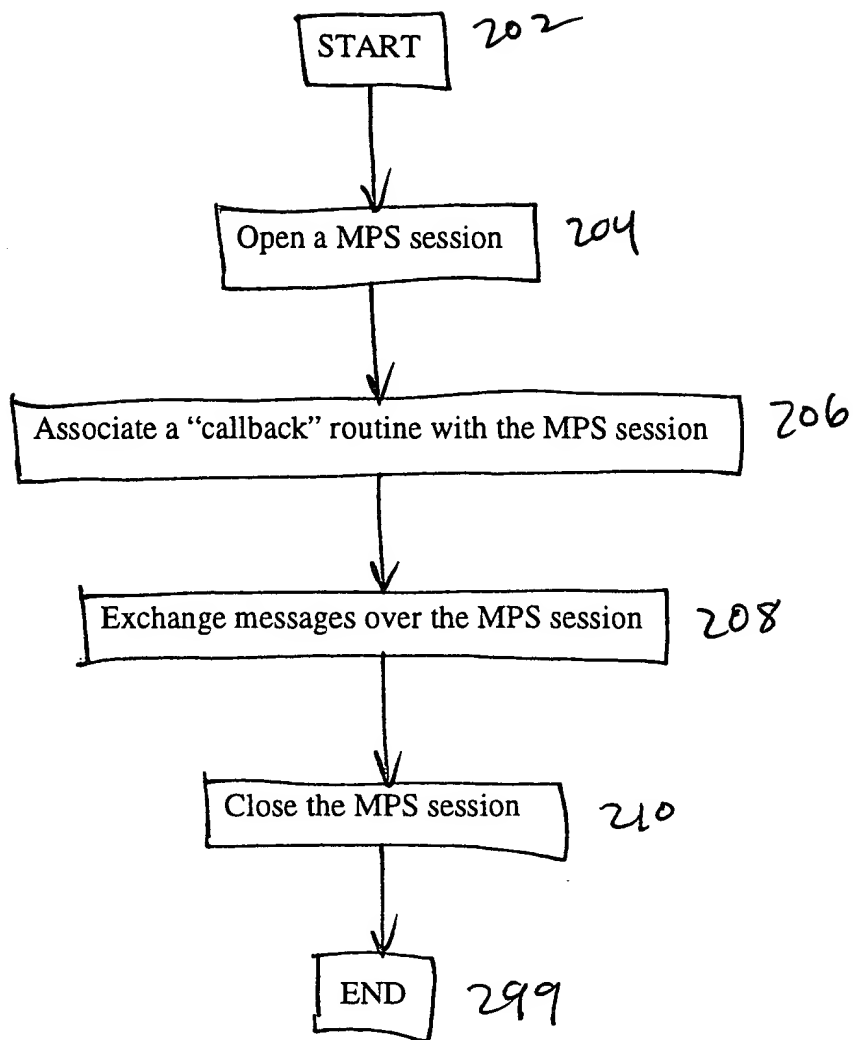 START 202
Open a MPS session 204
Associate a “callback” routine with the MPS session 206
Exchange messages over the MPS session 208
Close the MPS session 210
END 299